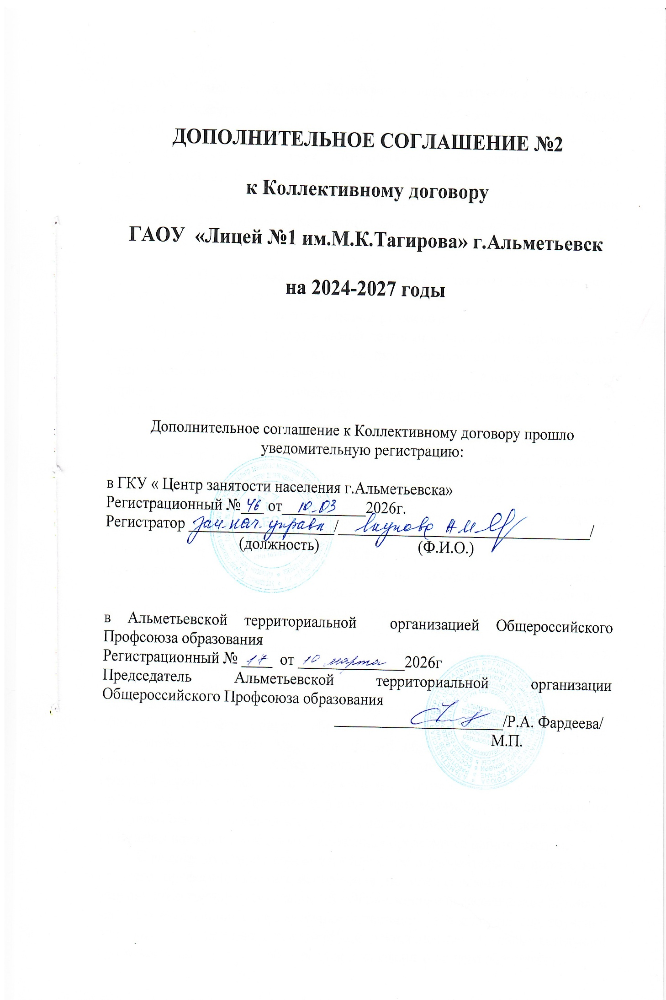 ДОПОЛНИТЕЛЬНОЕ СОГЛАШЕНИЕ №2
к Коллективному договору
ГАОУ «Лицей №1 им.М.К.Тагирова» г.Альметьевск
на 2024-2027 годы
Дополнительное соглашение к Коллективному договору прошло
уведомительную регистрацию:
в ГКУ « Центр занятости населения г.Альметьевска»
Регистрационный № 46 от 10.03 2026г.
Регистратор зам. нач. управл / А М /
(должность) (Ф.И.О.)
в Альметьевской территориальной организацией Общероссийского
Профсоюза образования
Регистрационный № 17 от 10 марта 2026г
Председатель Альметьевской территориальной организации
Общероссийского Профсоюза образования
/Р.А. Фардеева/
М.П.